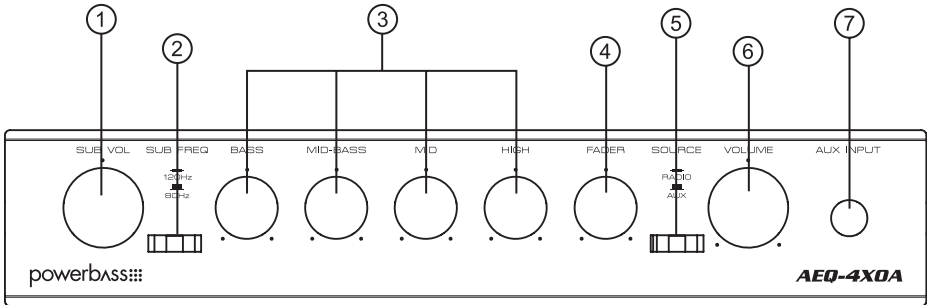 1 2 3 4 5 6 7
SUB VOL SUB FREQ BASS MID-BASS MID HIGH FADER SOURCE VOLUME AUX INPUT
120Hz RADIO
80Hz AUX
powerbass AEQ-4XOA